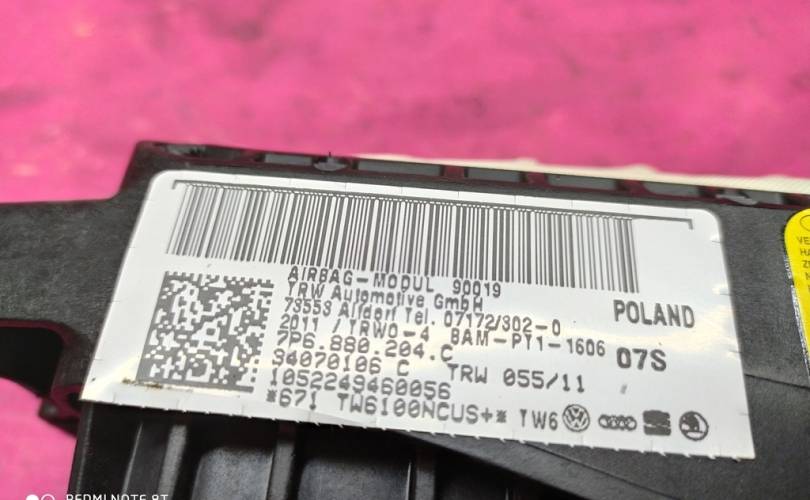 AIRBAG-MODUL 90019
TRW Automotive GmbH
73553 Alfdorf Tel. 07172/302-0
2011 / TRWO-4 BAM-PT1-1606
7P6.880.204.C
34070106 C TRW 055/11
1052249460056
*671 TW6100NCUS+* TW6
POLAND
07S
REDMI NOTE 8T